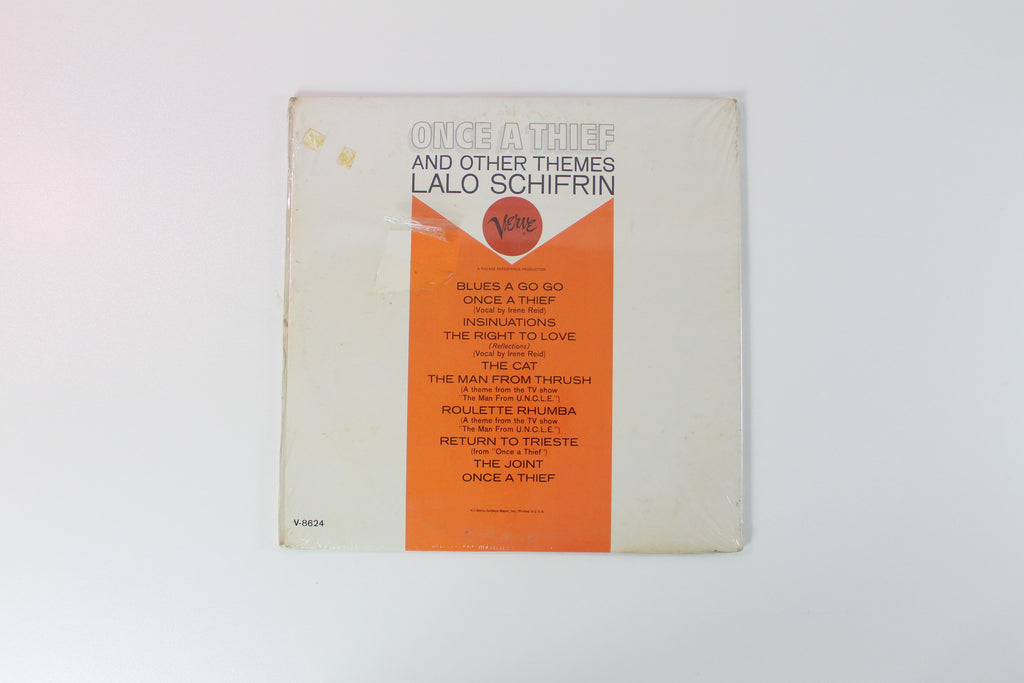 ONCE A THIEF
AND OTHER THEMES
LALO SCHIFRIN
Verve
BLUES A GO GO
ONCE A THIEF
(Vocal by Irene Reid)
INSINUATIONS
THE RIGHT TO LOVE
(Reflections)
(Vocal by Irene Reid)
THE CAT
THE MAN FROM THRUSH
(A theme from the TV show
"The Man From U.N.C.L.E.")
ROULETTE RHUMBA
(A theme from the TV show
"The Man From U.N.C.L.E.")
RETURN TO TRIESTE
(from "Once a Thief")
THE JOINT
ONCE A THIEF
V-8624